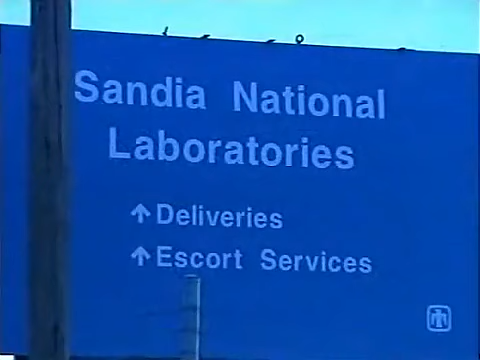 Sandia National
Laboratories
↑ Deliveries
↑ Escort Services